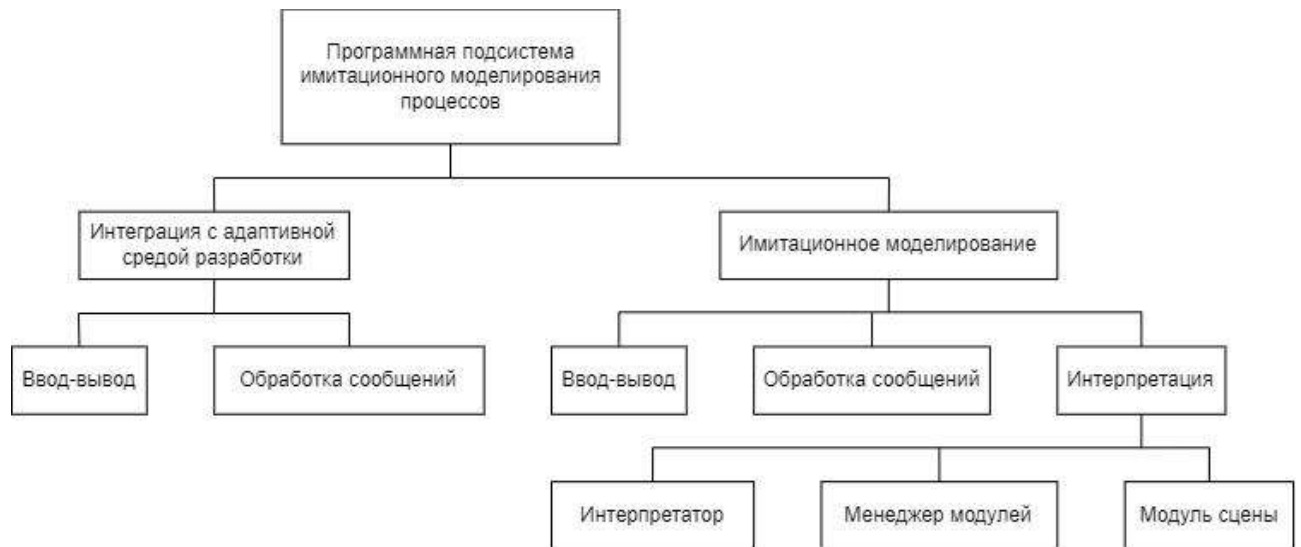 Программная подсистема
имитационного моделирования
процессов
Интеграция с адаптивной
средой разработки
Имитационное моделирование
Ввод-вывод
Обработка сообщений
Ввод-вывод
Обработка сообщений
Интерпретация
Интерпретатор
Менеджер модулей
Модуль сцены